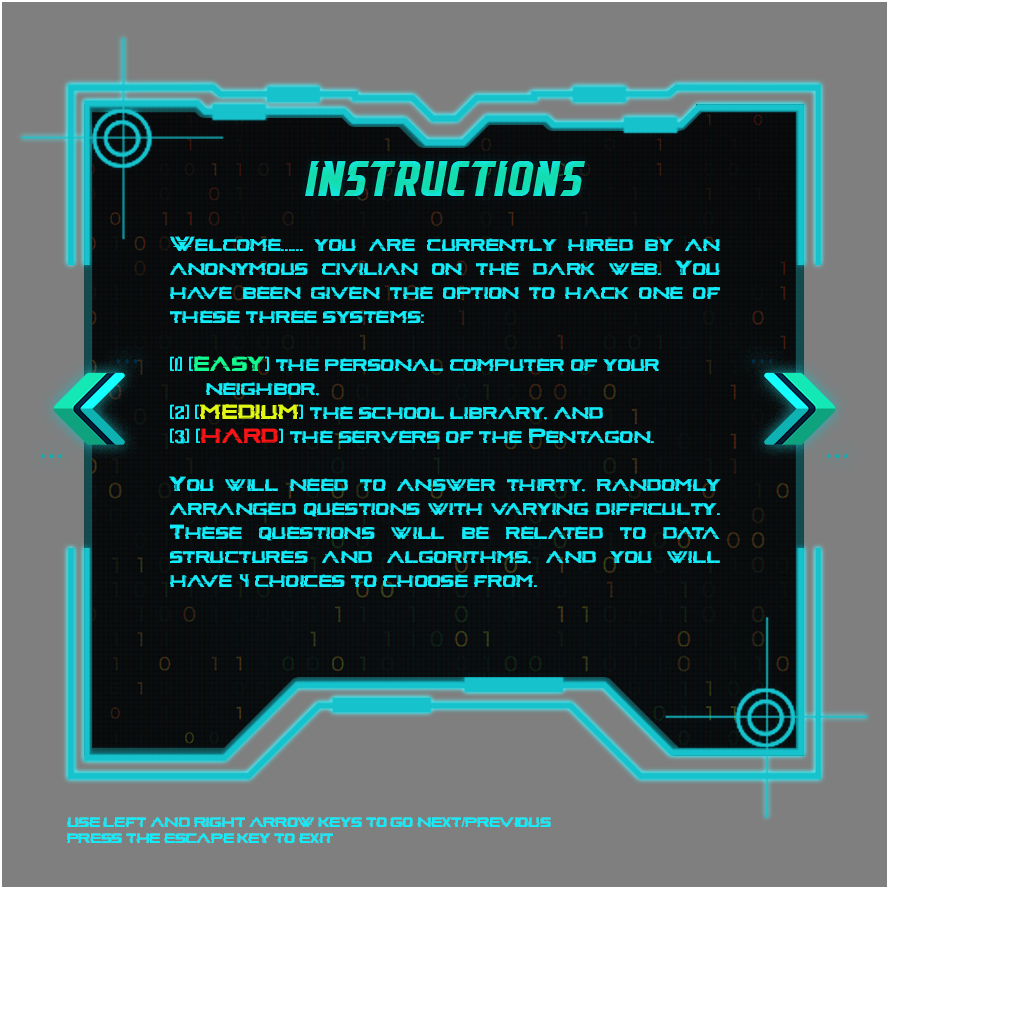 INSTRUCTIONS
Welcome...... you are currently hired by an
anonymous civilian on the dark web. You
have been given the option to hack one of
these three systems:
[1] [EASY] the personal computer of your
neighbor,
[2] [MEDIUM] the school library, and
[3] [HARD] the servers of the Pentagon.
You will need to answer thirty, randomly
arranged questions with varying difficulty.
These questions will be related to data
structures and algorithms, and you will
have 4 choices to choose from.
USE LEFT AND RIGHT ARROW KEYS TO GO NEXT/PREVIOUS
PRESS THE ESCAPE KEY TO EXIT